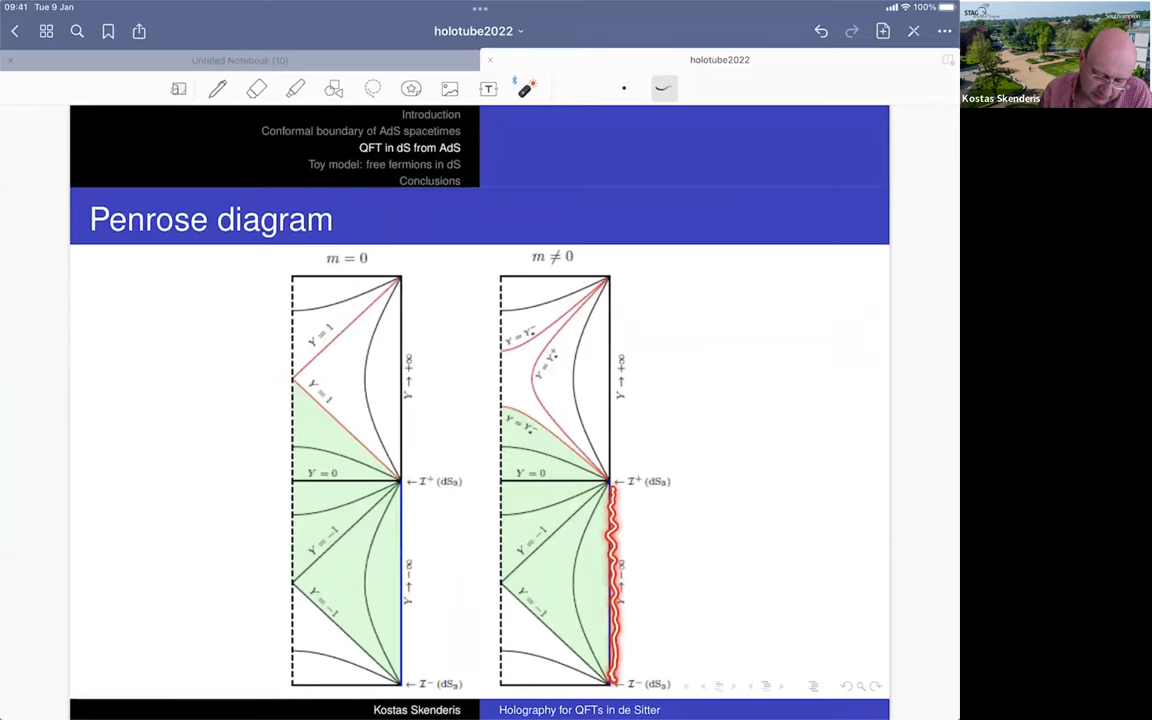 09:41 Tue 9 Jan
100%
holotube2022
Untitled Notebook (10)
holotube2022
Introduction
Conformal boundary of AdS spacetimes
QFT in dS from AdS
Toy model: free fermions in dS
Conclusions
Penrose diagram
m = 0
m ≠ 0
Y = 1
Y = 1
Y → +∞
Y = 0
← I⁺ (dS₃)
Y = −1
Y → −∞
Y = −1
← I⁻ (dS₃)
Y = Y�*⁻
Y = Y�*⁺
Y → +∞
Y = Y�*⁻
Y = 0
← I⁺ (dS₃)
Y = −1
Y → −∞
Y = −1
← I⁻ (dS₃)
Kostas Skenderis
Holography for QFTs in de Sitter
STAG
Southampton
Kostas Skenderis